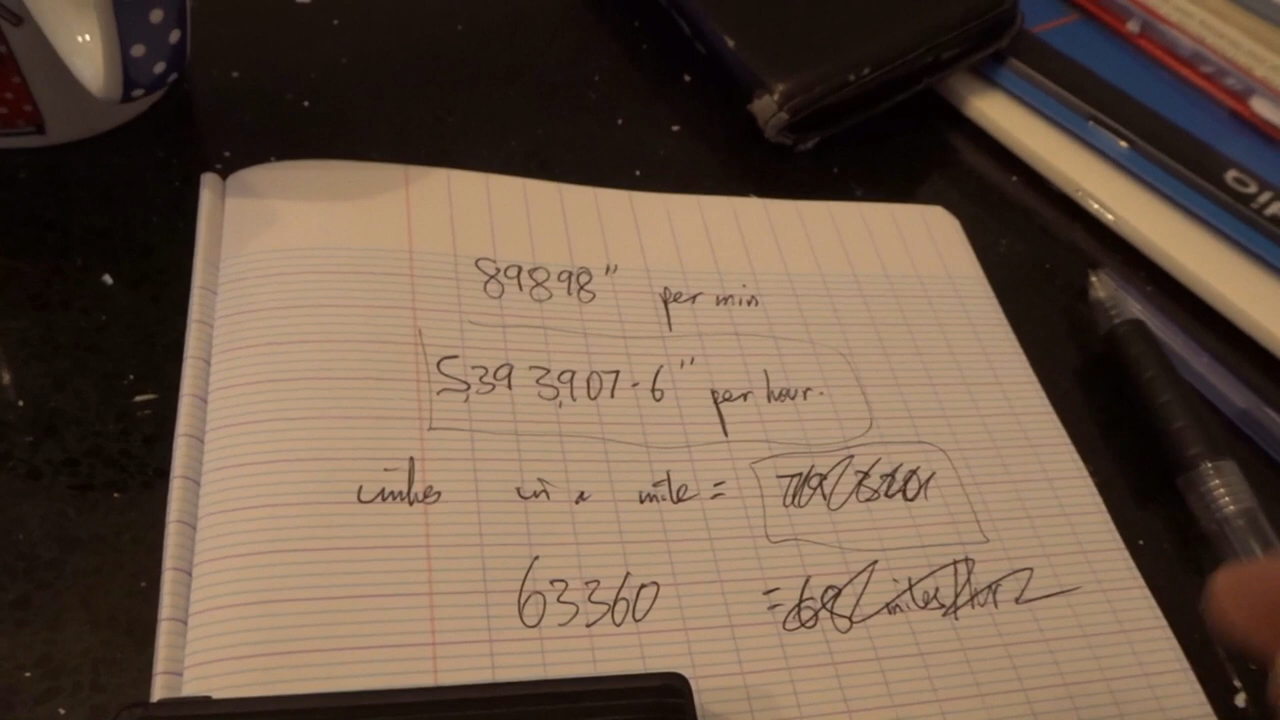 89898" per min
5,393,907.6" per hour.
inches in a mile =
63360